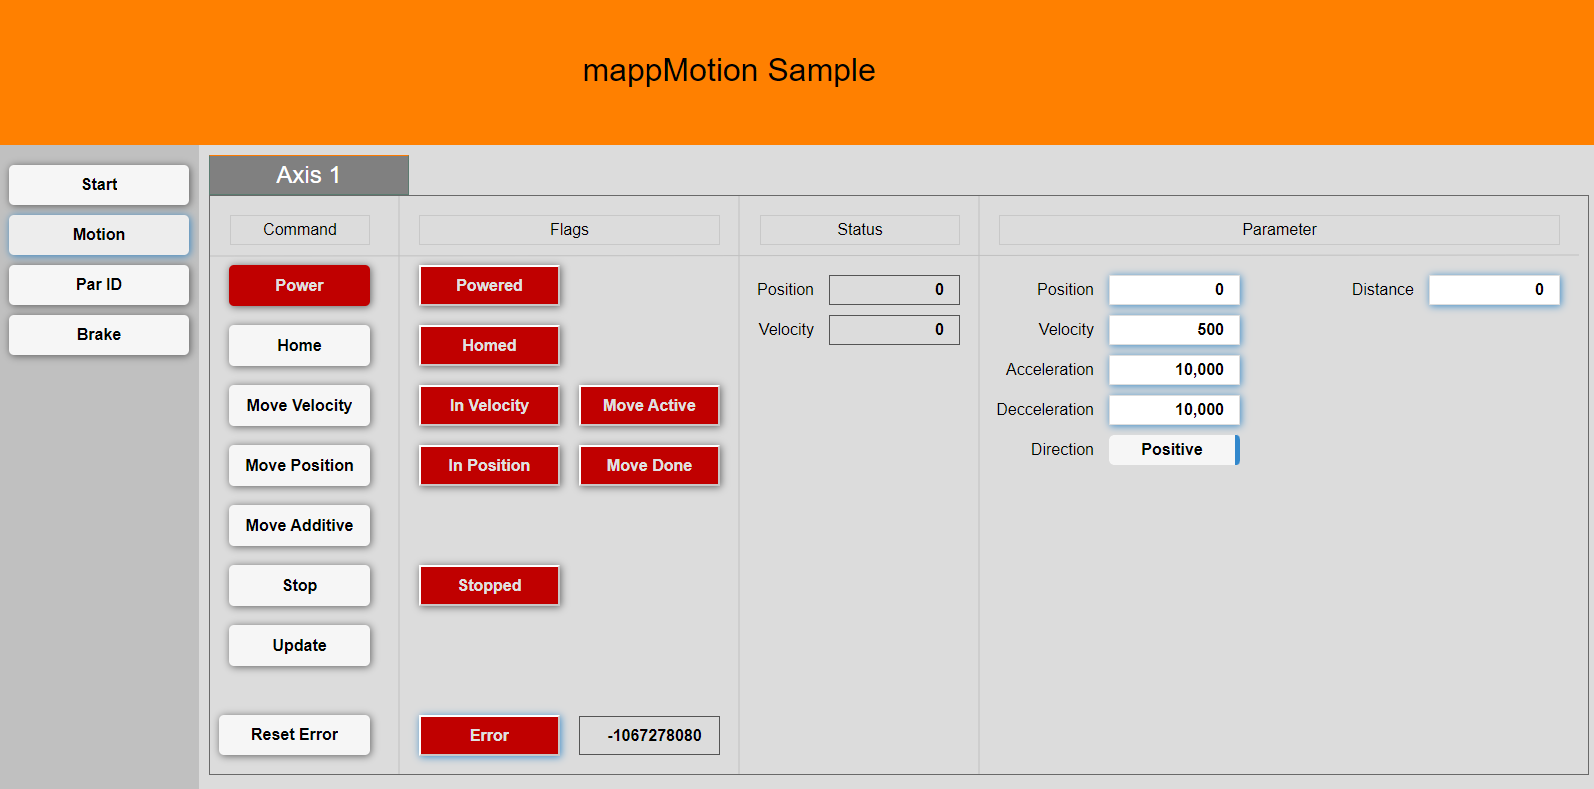 mappMotion Sample
Start
Motion
Par ID
Brake
Axis 1
Command
Flags
Status
Parameter
Power
Powered
Position 0
Position 0
Distance 0
Velocity 0
Velocity 500
Home
Homed
Acceleration 10,000
Move Velocity
In Velocity
Move Active
Decceleration 10,000
Direction Positive
Move Position
In Position
Move Done
Move Additive
Stop
Stopped
Update
Reset Error
Error
-1067278080